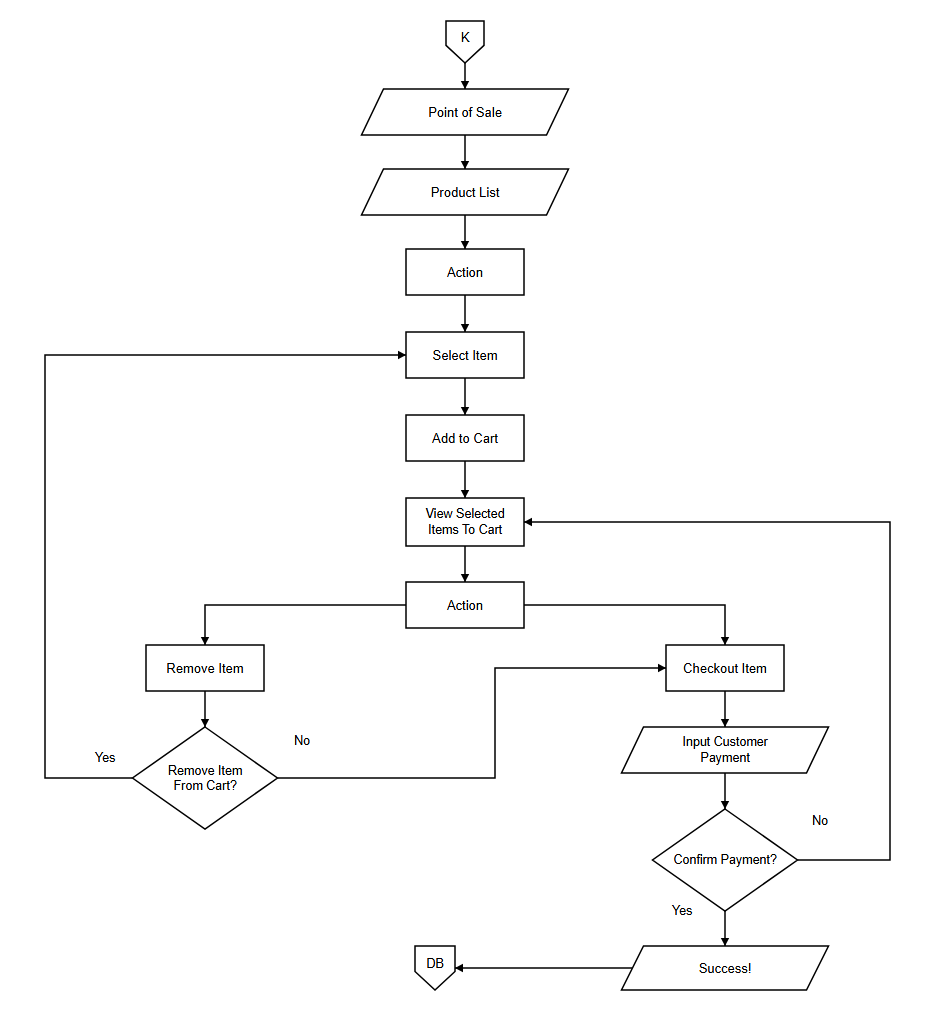 K
Point of Sale
Product List
Action
Select Item
Add to Cart
View Selected
Items To Cart
Action
Remove Item
Checkout Item
No
Yes
Remove Item
From Cart?
Input Customer
Payment
No
Confirm Payment?
Yes
DB
Success!